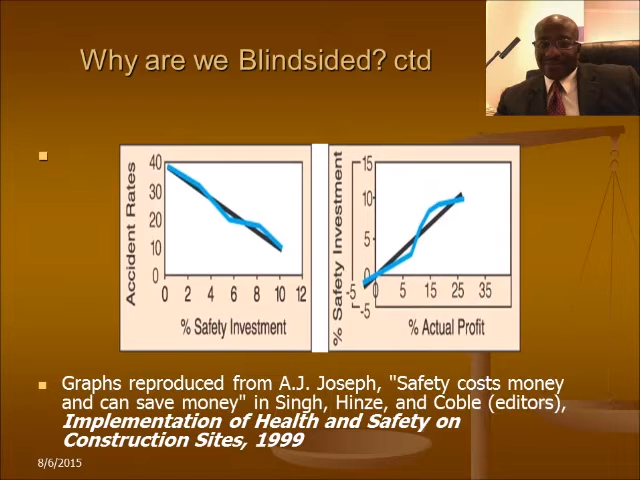 Why are we Blindsided? ctd
Accident Rates
40
30
20
10
0
0 2 4 6 8 10 12
% Safety Investment
% Safety Investment
15
10
5
0
-5
-5
0 5 15 25 35
% Actual Profit
Graphs reproduced from A.J. Joseph, "Safety costs money
and can save money" in Singh, Hinze, and Coble (editors),
Implementation of Health and Safety on
Construction Sites, 1999
8/6/2015